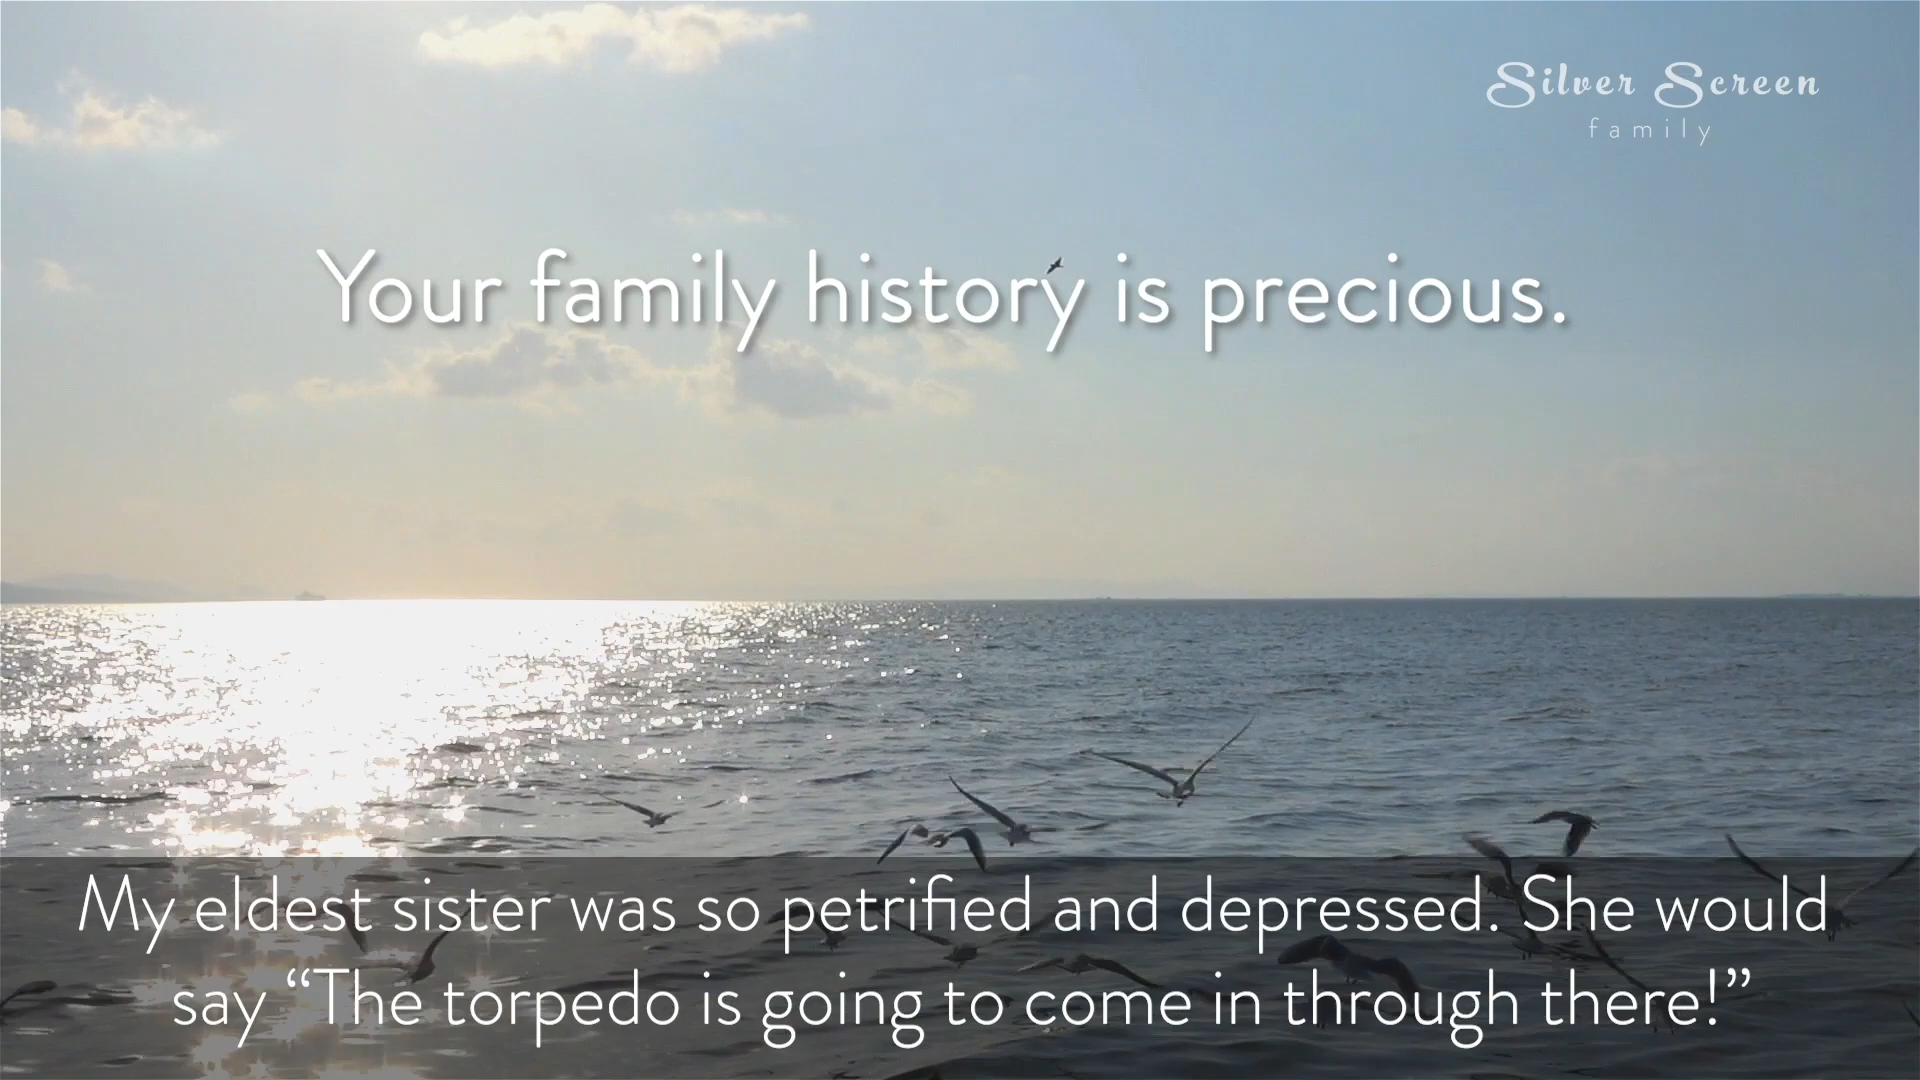 Silver Screen
family
Your family history is precious.
My eldest sister was so petrified and depressed. She would
say “The torpedo is going to come in through there!”